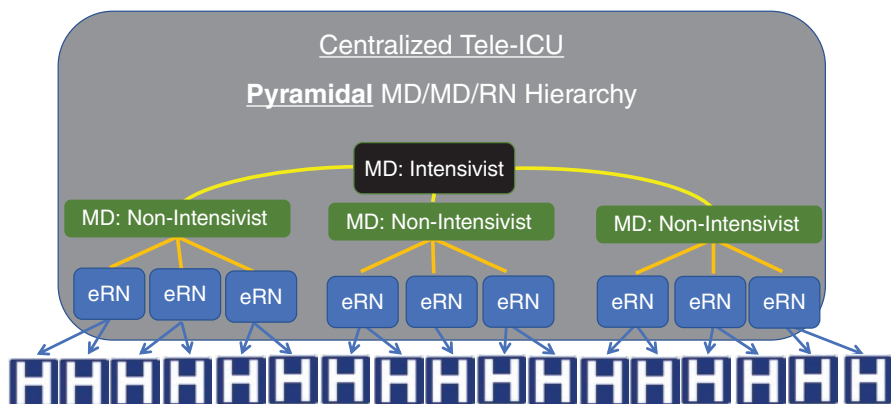 Centralized Tele-ICU
Pyramidal MD/MD/RN Hierarchy
MD: Intensivist
MD: Non-Intensivist MD: Non-Intensivist MD: Non-Intensivist
eRN eRN eRN eRN eRN eRN eRN eRN eRN
H H H H H H H H H H H H H H H H H